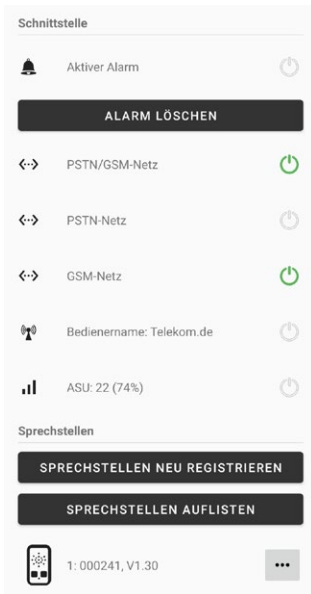 Schnittstelle
Aktiver Alarm
ALARM LÖSCHEN
PSTN/GSM-Netz
PSTN-Netz
GSM-Netz
Bedienername: Telekom.de
ASU: 22 (74%)
Sprechstellen
SPRECHSTELLEN NEU REGISTRIEREN
SPRECHSTELLEN AUFLISTEN
1: 000241, V1.30